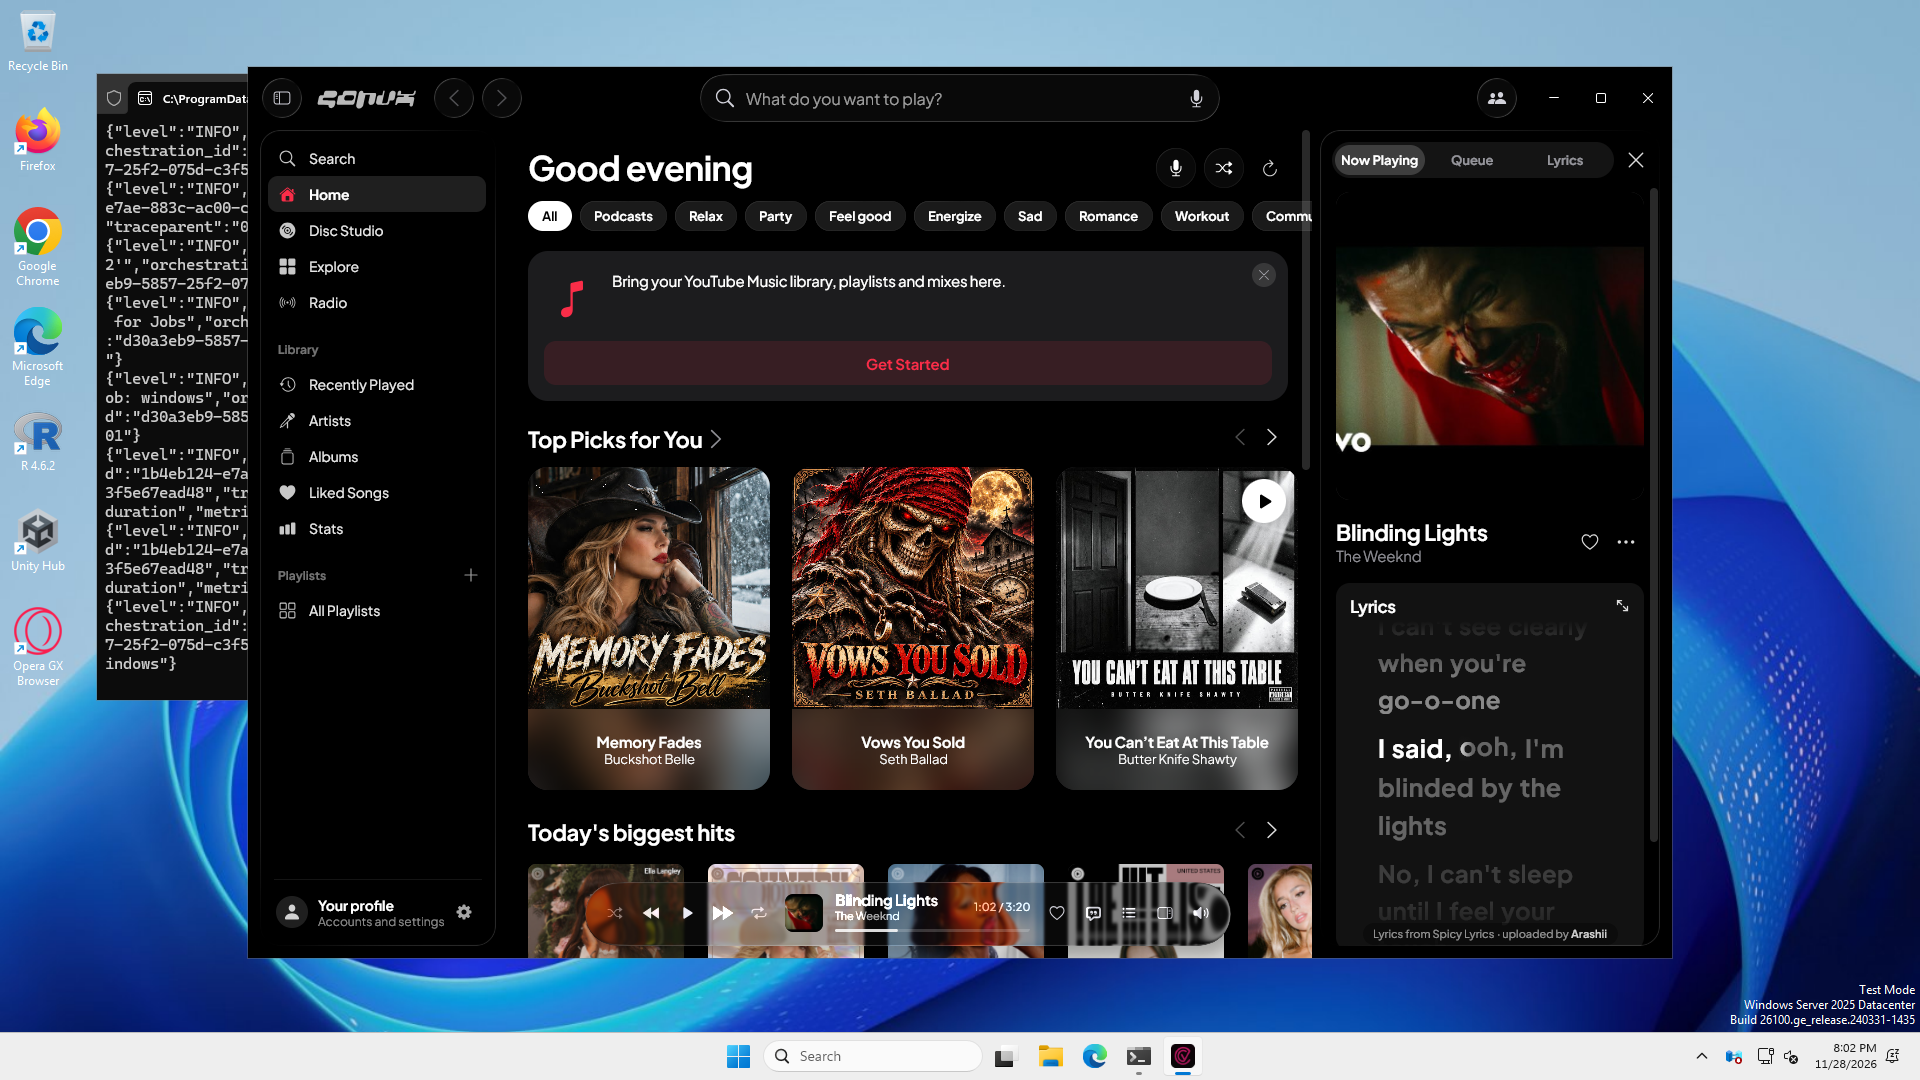 Recycle Bin
Firefox
Google
Chrome
Microsoft
Edge
R 4.6.2
Unity Hub
Opera GX
Browser
C:\ProgramData
{"level":"INFO",
chestration_id":
7-25f2-075d-c3f5
{"level":"INFO",
e7ae-883c-ac00-c
"traceparent":"0
{"level":"INFO",
2'","orchestrati
eb9-5857-25f2-07
{"level":"INFO",
for Jobs","orch
:"d30a3eb9-5857-
"}
{"level":"INFO",
ob: windows","or
d":"d30a3eb9-585
01"}
{"level":"INFO",
d":"1b4eb124-e7a
3f5e67ead48","tr
duration","metri
{"level":"INFO",
d":"1b4eb124-e7a
3f5e67ead48","tr
duration","metri
{"level":"INFO",
chestration_id":
7-25f2-075d-c3f5
indows"}
What do you want to play?
Search
Home
Disc Studio
Explore
Radio
Library
Recently Played
Artists
Albums
Liked Songs
Stats
Playlists
All Playlists
Your profile
Accounts and settings
Good evening
All
Podcasts
Relax
Party
Feel good
Energize
Sad
Romance
Workout
Commu
Bring your YouTube Music library, playlists and mixes here.
Get Started
Top Picks for You
MEMORY FADES
Buckshot Bell
Memory Fades
Buckshot Belle
VOWS YOU SOLD
SETH BALLAD
Vows You Sold
Seth Ballad
YOU CAN'T EAT AT THIS TABLE
BUTTER KNIFE SHAWTY
You Can't Eat At This Table
Butter Knife Shawty
Today's biggest hits
Ella Langley
UNITED STATES
Blinding Lights
The Weeknd
1:02 / 3:20
Now Playing
Queue
Lyrics
vo
Blinding Lights
The Weeknd
Lyrics
I can't see clearly
when you're
go-o-one
I said, ooh, I'm
blinded by the
lights
No, I can't sleep
until I feel your
Lyrics from Spicy Lyrics · uploaded by Arashii
Test Mode
Windows Server 2025 Datacenter
Build 26100.ge_release.240331-1435
Search
8:02 PM
11/28/2026